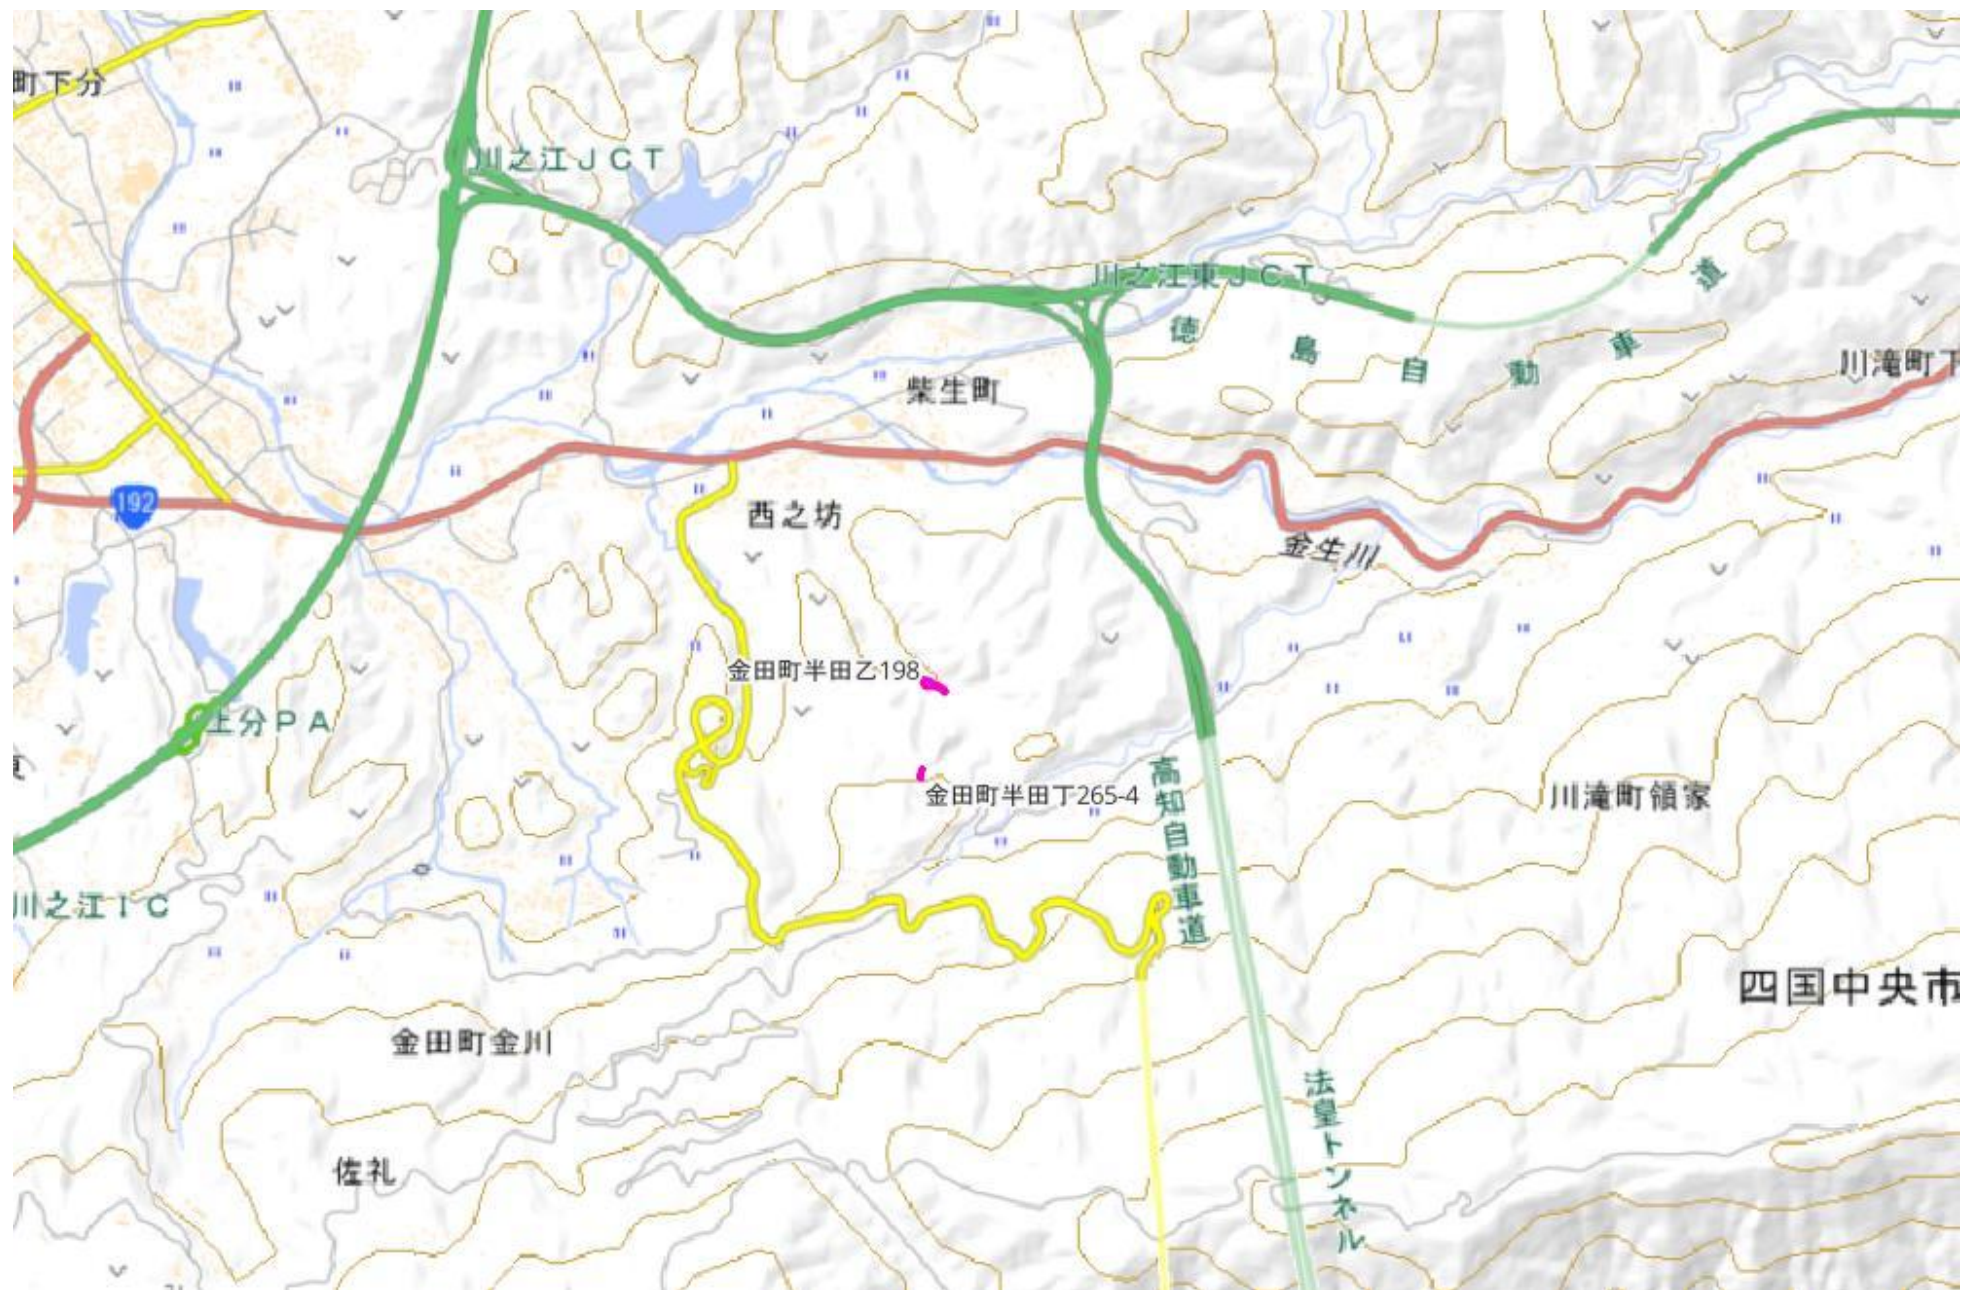 町下分
川之江ＪＣＴ
川之江東ＪＣＴ
徳島自動車道
川滝町下
柴生町
192
西之坊
金生川
金田町半田乙198
上分ＰＡ
金田町半田丁265-4
高知自動車道
川滝町領家
川之江ＩＣ
四国中央市
金田町金川
法皇トンネル
佐礼